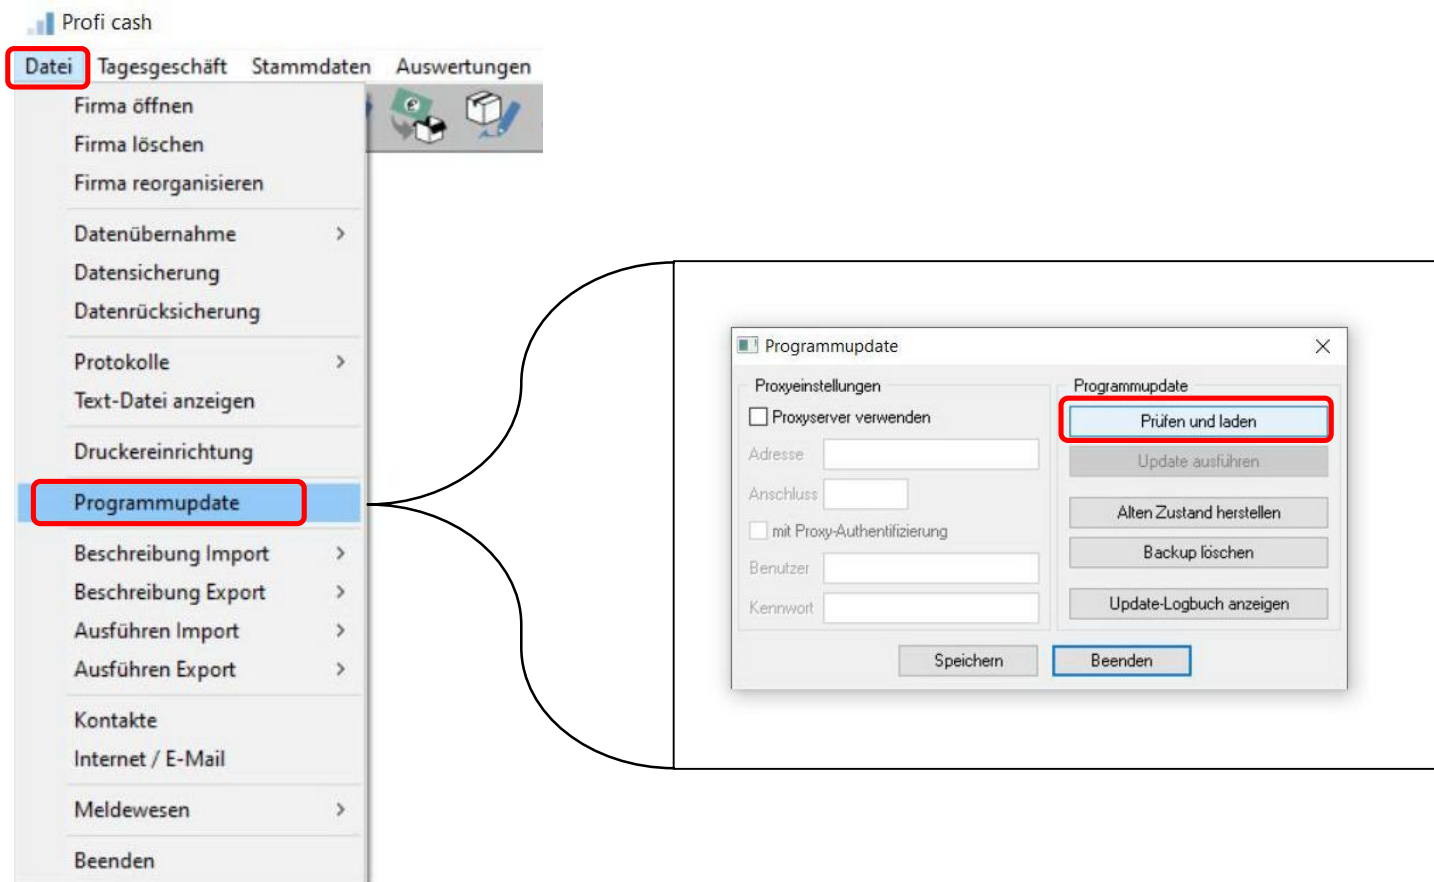 Profi cash
Datei Tagesgeschäft Stammdaten Auswertungen
Firma öffnen
Firma löschen
Firma reorganisieren
Datenübernahme >
Datensicherung
Datenrücksicherung
Protokolle >
Text-Datei anzeigen
Druckereinrichtung
Programmupdate
Beschreibung Import >
Beschreibung Export >
Ausführen Import >
Ausführen Export >
Kontakte
Internet / E-Mail
Meldewesen >
Beenden
Programmupdate
Proxyeinstellungen
Proxyserver verwenden
Adresse
Anschluss
mit Proxy-Authentifizierung
Benutzer
Kennwort
Programmupdate
Prüfen und laden
Update ausführen
Alten Zustand herstellen
Backup löschen
Update-Logbuch anzeigen
Speichern
Beenden